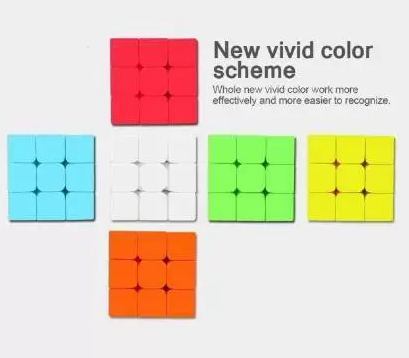 New vivid color
scheme
Whole new vivid color work more
effectively and more easier to recognize.